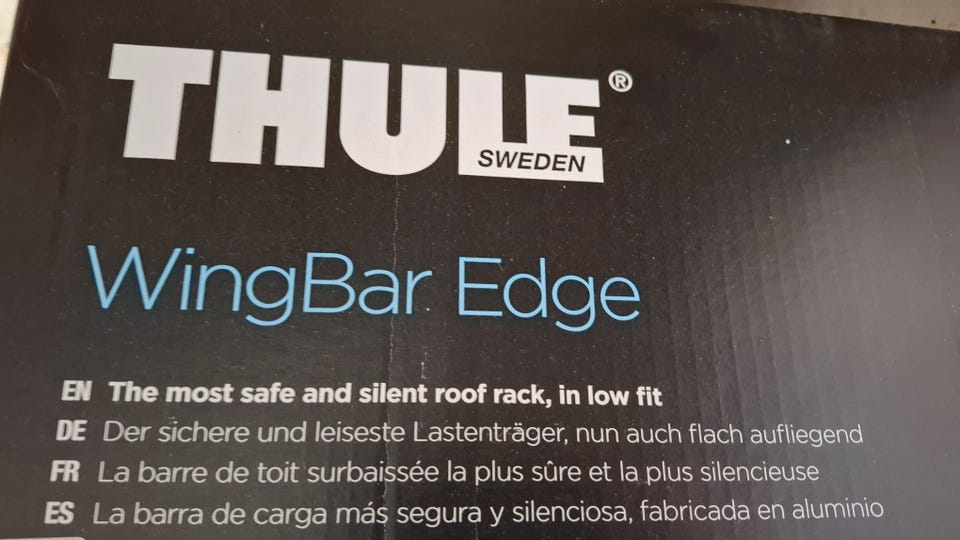 THULE®
SWEDEN
WingBar Edge
EN The most safe and silent roof rack, in low fit
DE Der sichere und leiseste Lastenträger, nun auch flach aufliegend
FR La barre de toit surbaissée la plus sûre et la plus silencieuse
ES La barra de carga más segura y silenciosa, fabricada en aluminio